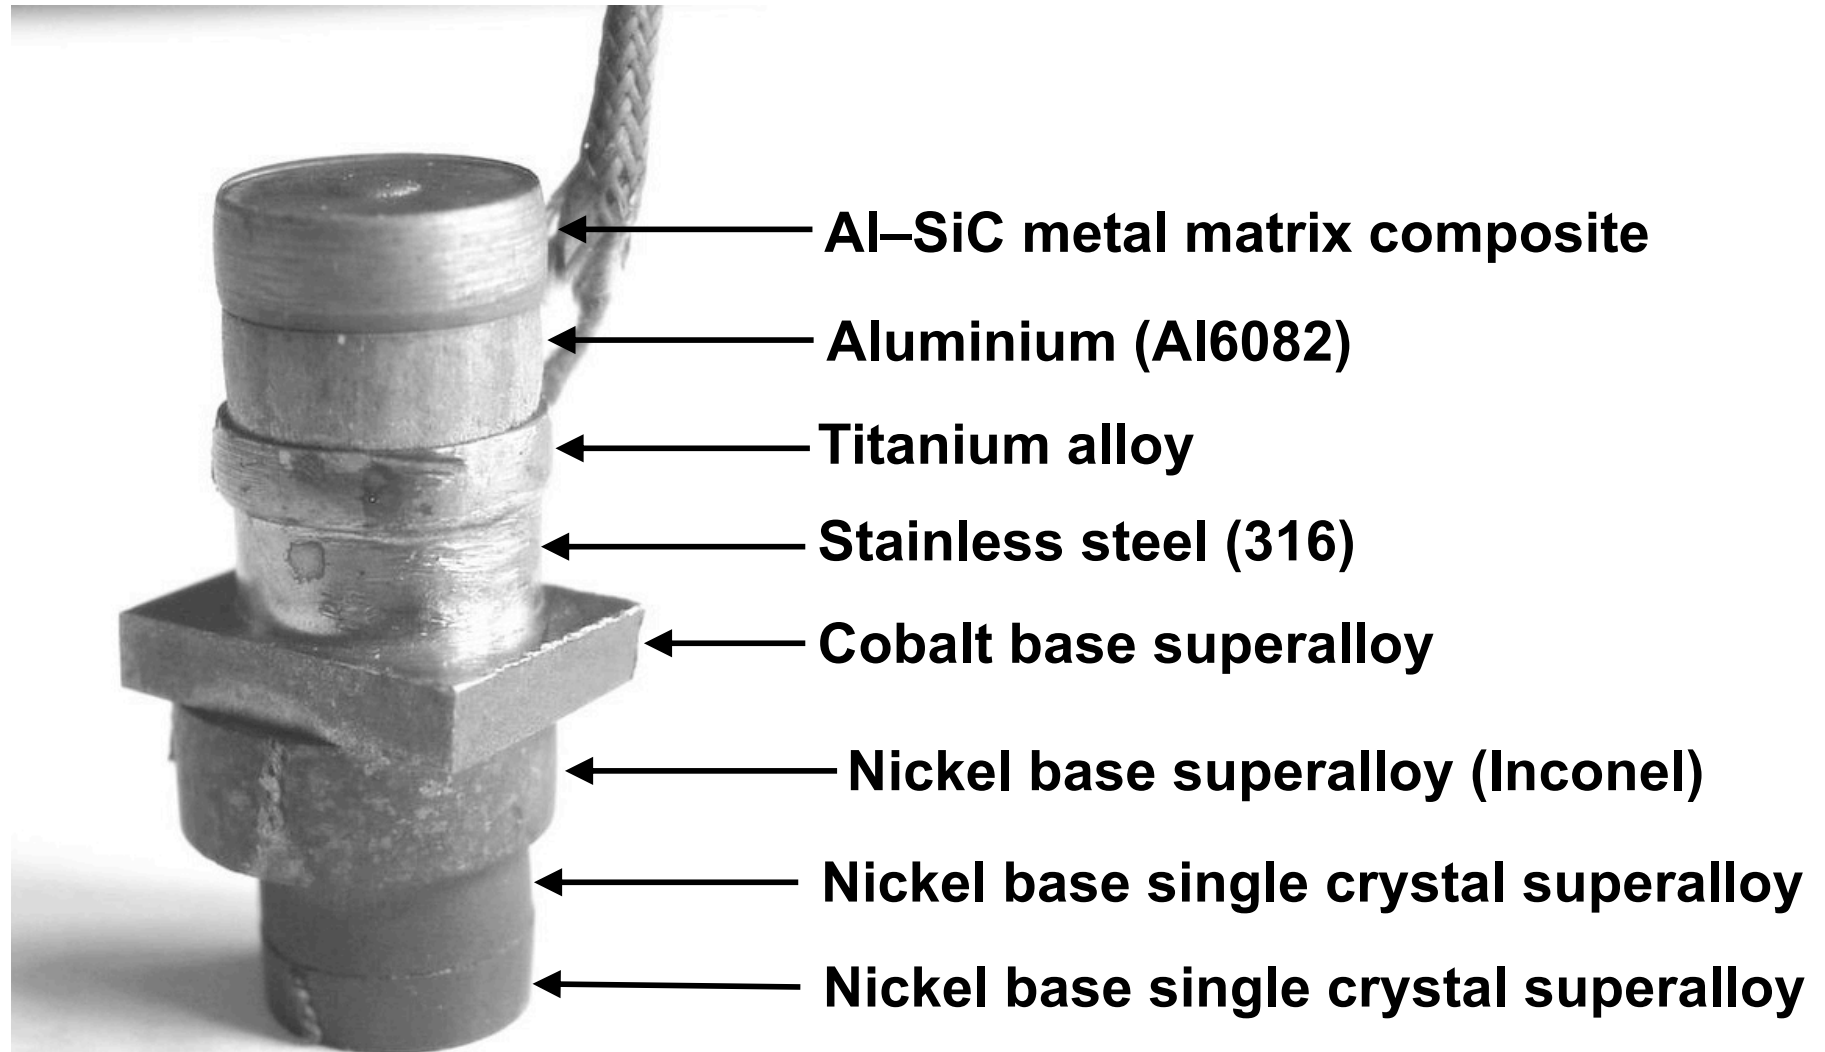 Al–SiC metal matrix composite
Aluminium (Al6082)
Titanium alloy
Stainless steel (316)
Cobalt base superalloy
Nickel base superalloy (Inconel)
Nickel base single crystal superalloy
Nickel base single crystal superalloy